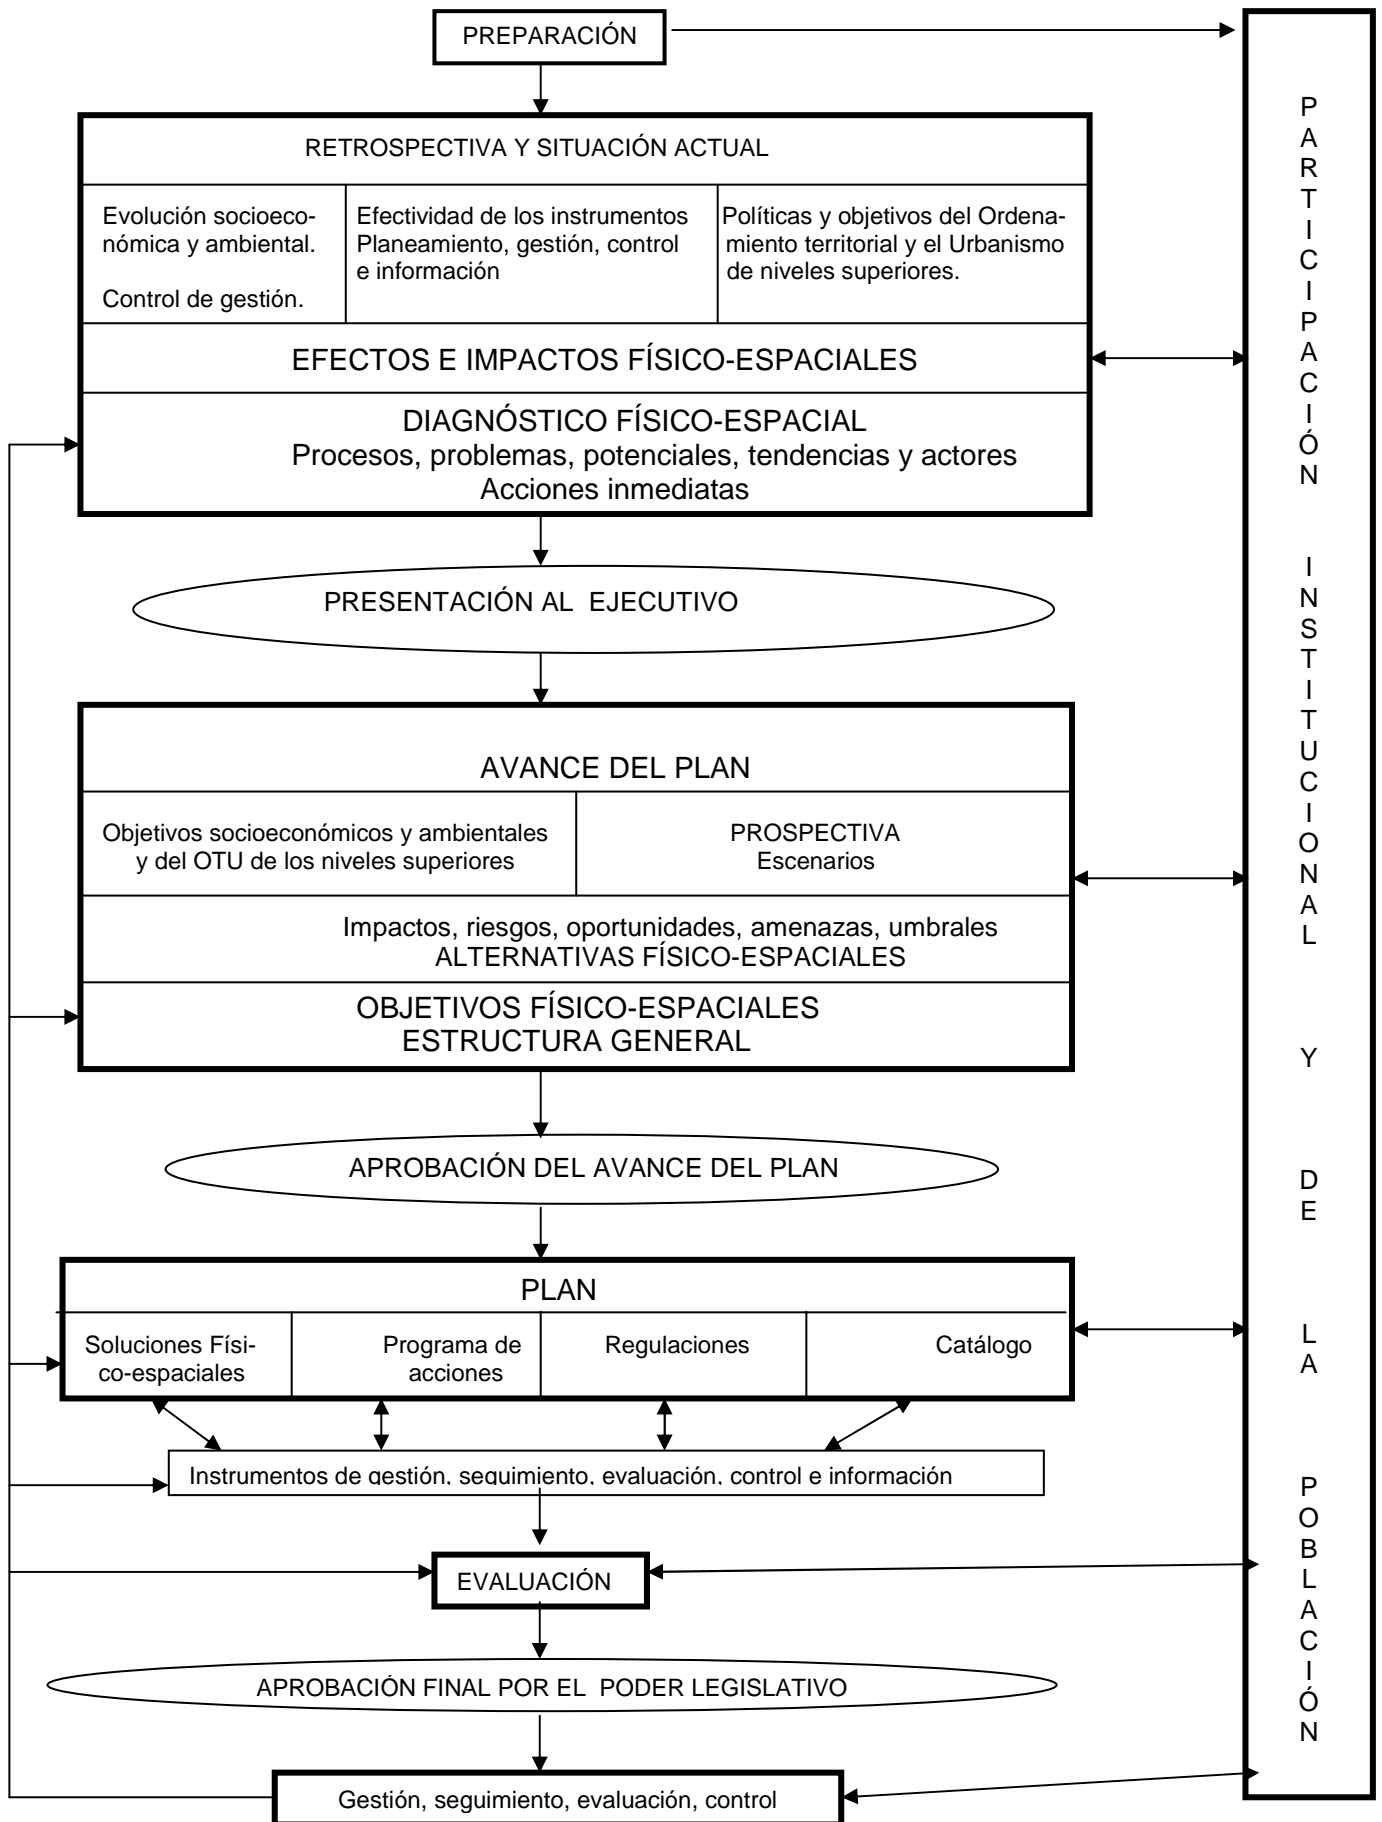 PREPARACIÓN
RETROSPECTIVA Y SITUACIÓN ACTUAL
Evolución socioeco-
nómica y ambiental.
Control de gestión.
Efectividad de los instrumentos
Planeamiento, gestión, control
e información
Políticas y objetivos del Ordena-
miento territorial y el Urbanismo
de niveles superiores.
EFECTOS E IMPACTOS FÍSICO-ESPACIALES
DIAGNÓSTICO FÍSICO-ESPACIAL
Procesos, problemas, potenciales, tendencias y actores
Acciones inmediatas
PRESENTACIÓN AL EJECUTIVO
AVANCE DEL PLAN
Objetivos socioeconómicos y ambientales
y del OTU de los niveles superiores
PROSPECTIVA
Escenarios
Impactos, riesgos, oportunidades, amenazas, umbrales
ALTERNATIVAS FÍSICO-ESPACIALES
OBJETIVOS FÍSICO-ESPACIALES
ESTRUCTURA GENERAL
APROBACIÓN DEL AVANCE DEL PLAN
PLAN
Soluciones Físi-
co-espaciales
Programa de
acciones
Regulaciones
Catálogo
Instrumentos de gestión, seguimiento, evaluación, control e información
EVALUACIÓN
APROBACIÓN FINAL POR EL PODER LEGISLATIVO
Gestión, seguimiento, evaluación, control
PARTICIPACIÓN INSTITUCIONAL Y DE LA POBLACIÓN